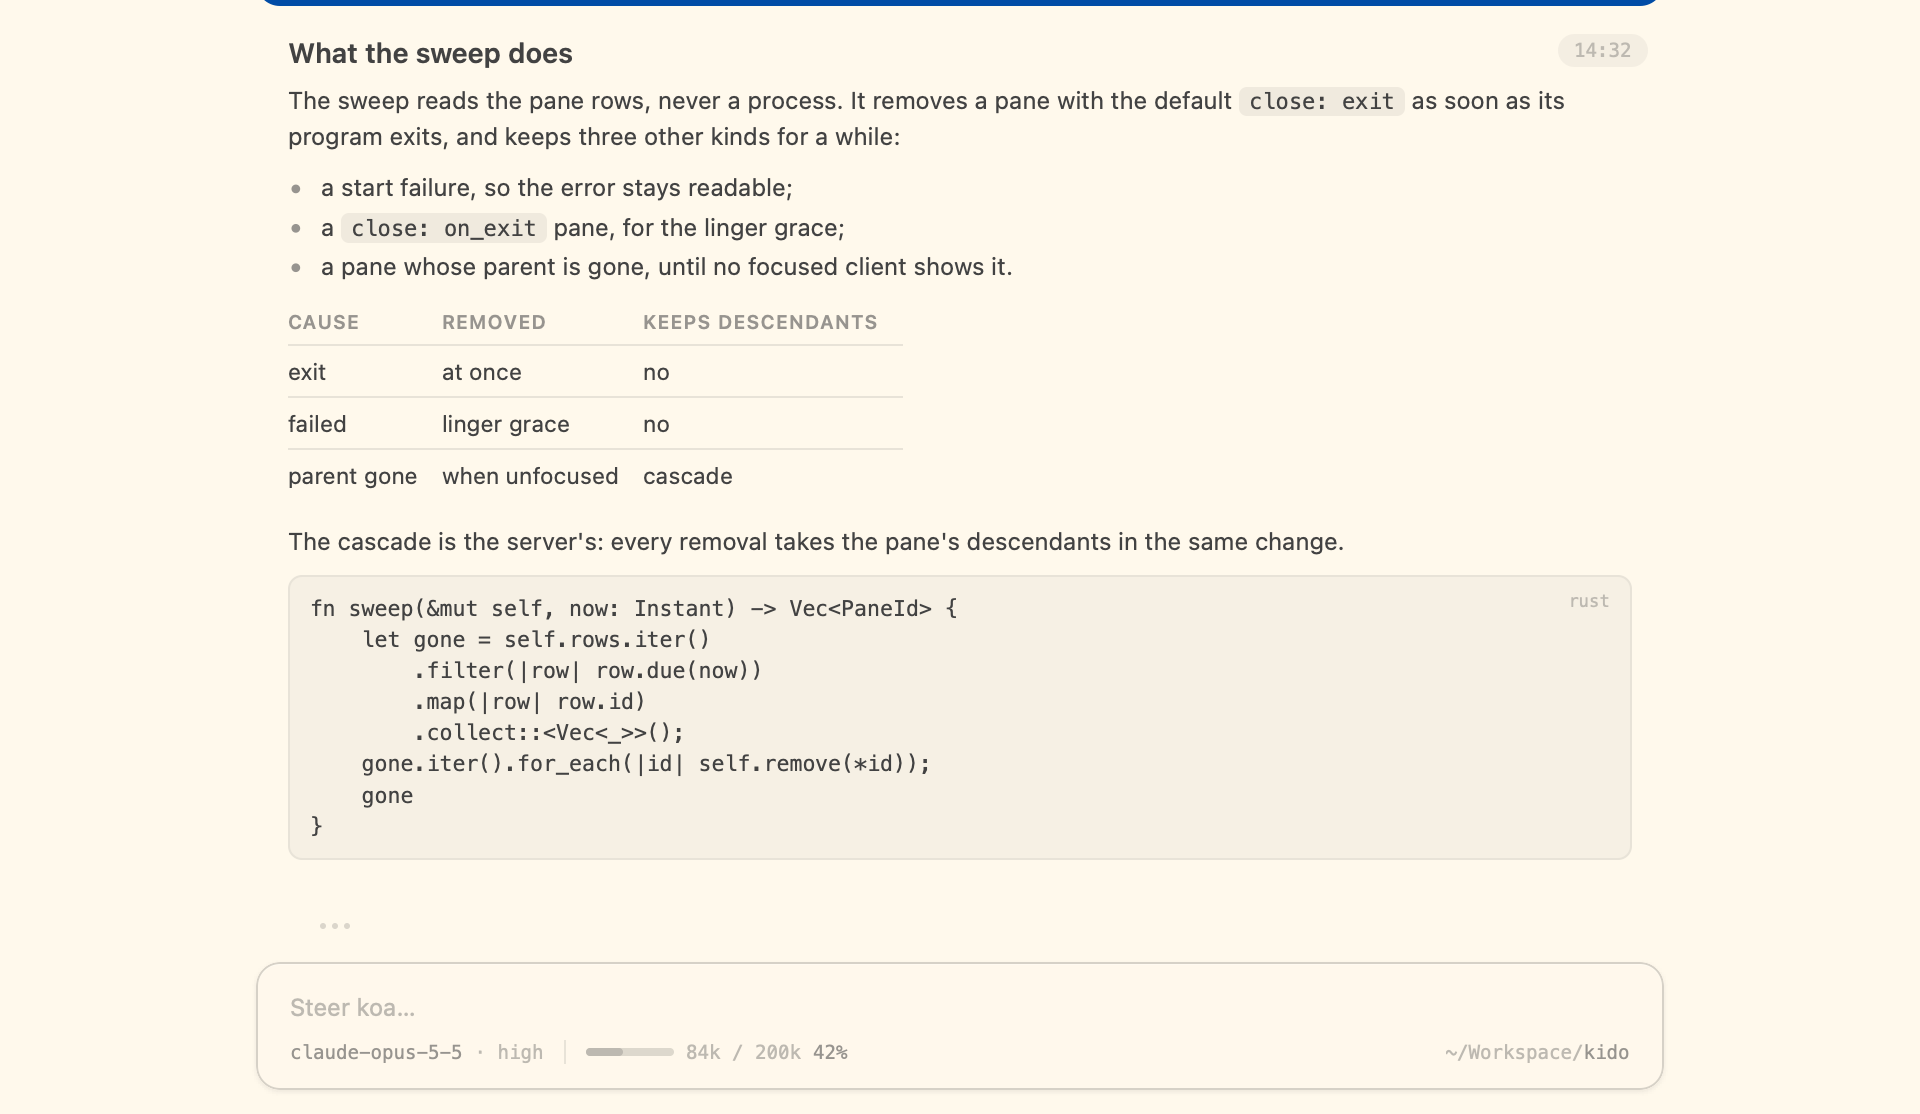 What the sweep does
14:32
The sweep reads the pane rows, never a process. It removes a pane with the default close: exit as soon as its
program exits, and keeps three other kinds for a while:
• a start failure, so the error stays readable;
• a close: on_exit pane, for the linger grace;
• a pane whose parent is gone, until no focused client shows it.
CAUSE REMOVED KEEPS DESCENDANTS
exit at once no
failed linger grace no
parent gone when unfocused cascade
The cascade is the server's: every removal takes the pane's descendants in the same change.
rust
fn sweep(&mut self, now: Instant) -> Vec<PaneId> {
    let gone = self.rows.iter()
        .filter(|row| row.due(now))
        .map(|row| row.id)
        .collect::<Vec<_>>();
    gone.iter().for_each(|id| self.remove(*id));
    gone
}
Steer koa...
claude-opus-5-5 · high 84k / 200k 42% ~/Workspace/kido